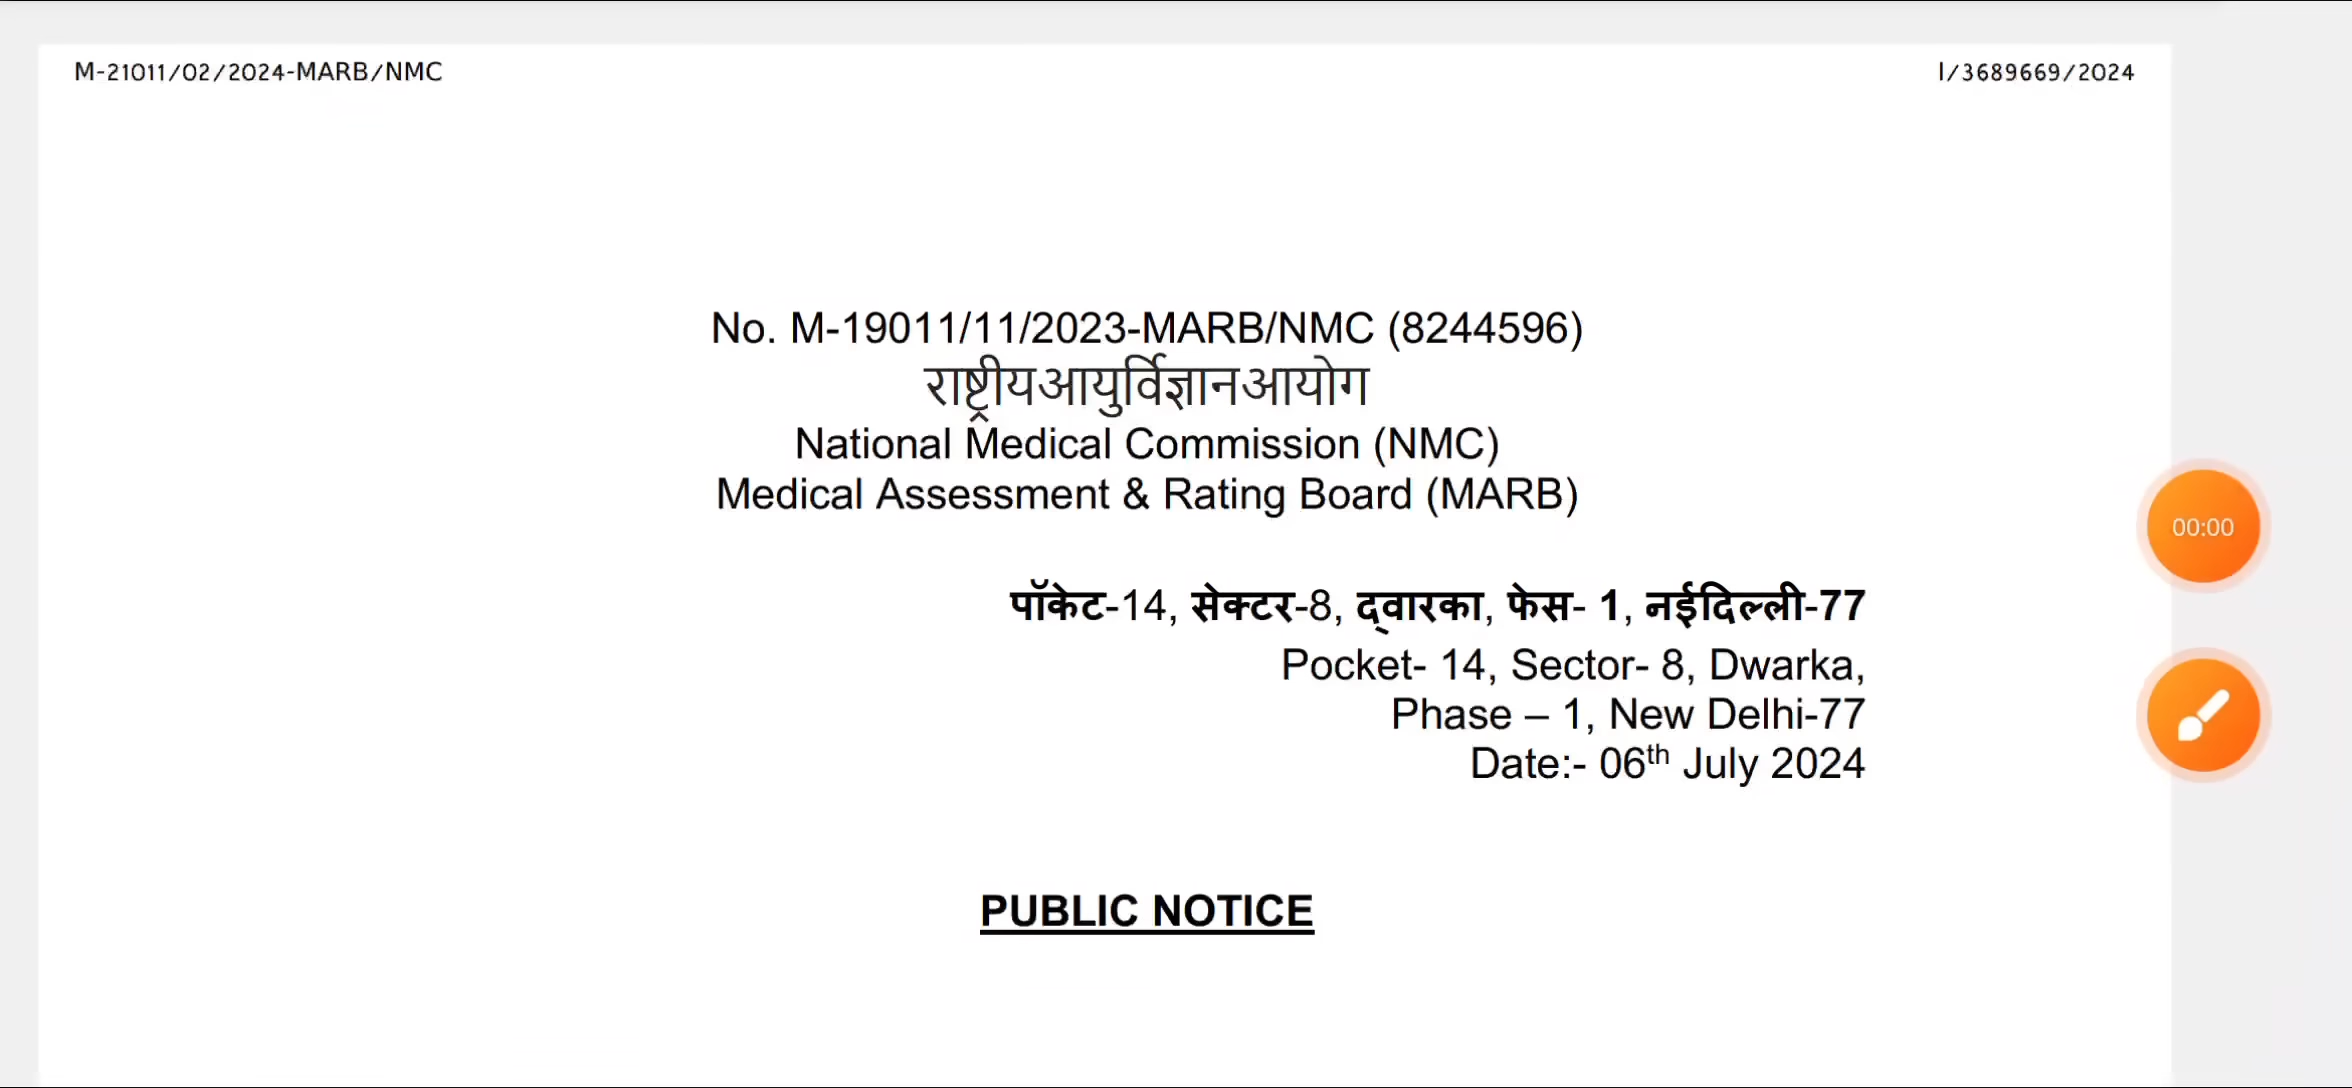 M-21011/02/2024-MARB/NMC
I/3689669/2024
No. M-19011/11/2023-MARB/NMC (8244596)
राष्ट्रीयआयुर्विज्ञानआयोग
National Medical Commission (NMC)
Medical Assessment & Rating Board (MARB)
पॉकेट-14, सेक्टर-8, द्वारका, फेस- 1, नईदिल्ली-77
Pocket- 14, Sector- 8, Dwarka,
Phase – 1, New Delhi-77
Date:- 06th July 2024
PUBLIC NOTICE
00:00